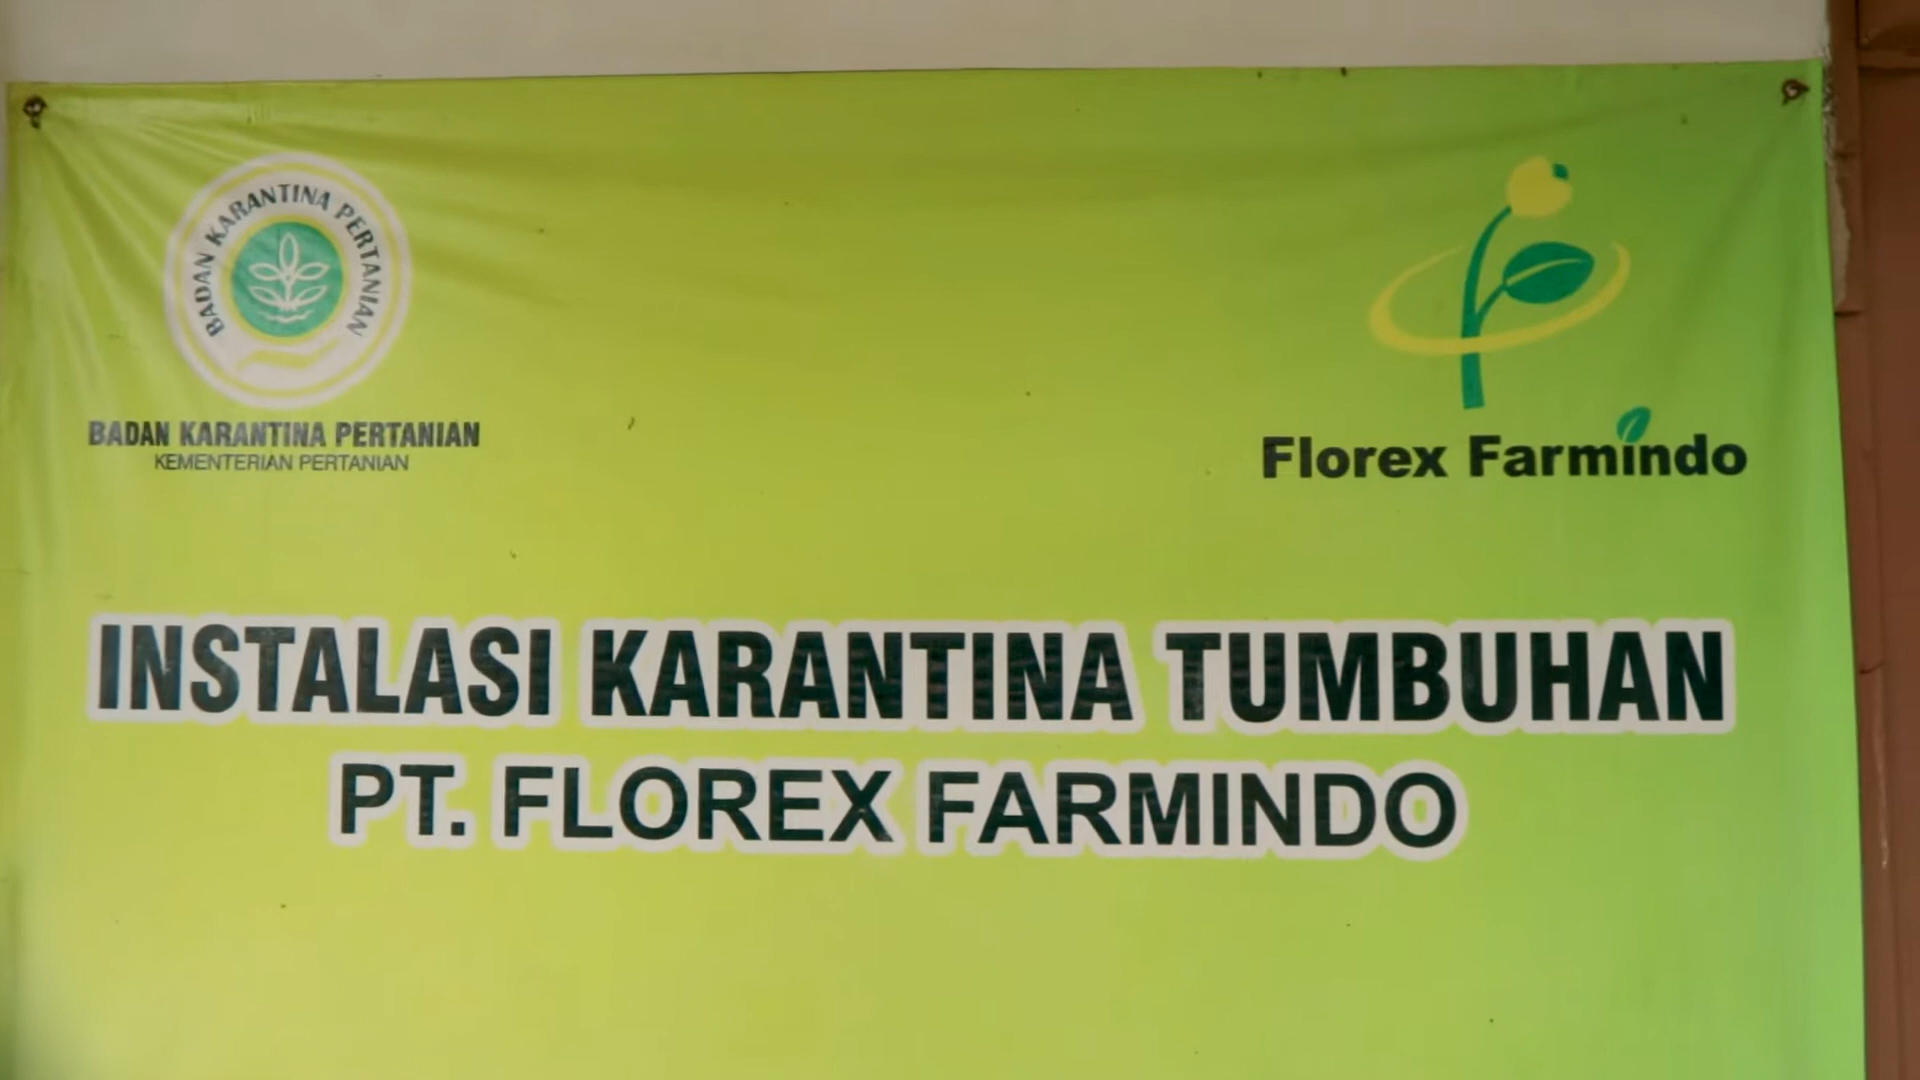 BADAN KARANTINA PERTANIAN
BADAN KARANTINA PERTANIAN
KEMENTERIAN PERTANIAN
Florex Farmindo
INSTALASI KARANTINA TUMBUHAN
PT. FLOREX FARMINDO